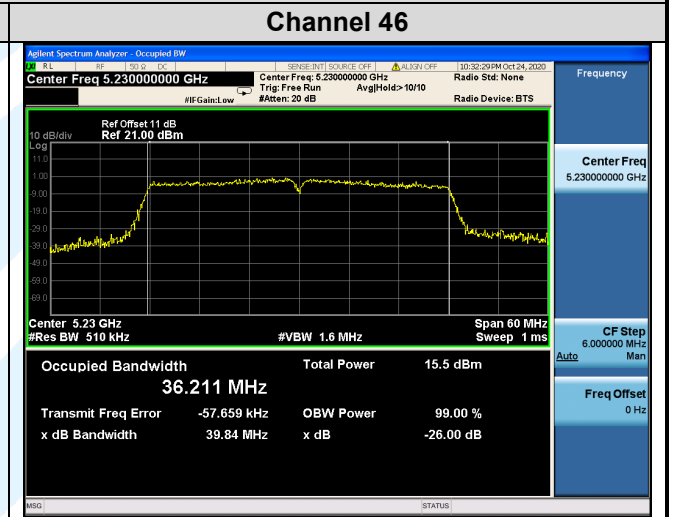 Channel 46
Agilent Spectrum Analyzer - Occupied BW
LXI RL RF 50 Ω DC SENSE:INT SOURCE OFF ALIGN OFF 10:32:29 PM Oct 24, 2020
Center Freq 5.230000000 GHz Center Freq: 5.230000000 GHz Radio Std: None
Trig: Free Run Avg|Hold:>10/10
#IFGain:Low #Atten: 20 dB Radio Device: BTS
Ref Offset 11 dB
10 dB/div Ref 21.00 dBm
Log
11.0
1.00
-9.00
-19.0
-29.0
-39.0
-49.0
-59.0
-69.0
Center 5.23 GHz Span 60 MHz
#Res BW 510 kHz #VBW 1.6 MHz Sweep 1 ms
Occupied Bandwidth Total Power 15.5 dBm
36.211 MHz
Transmit Freq Error -57.659 kHz OBW Power 99.00 %
x dB Bandwidth 39.84 MHz x dB -26.00 dB
MSG STATUS
Frequency
Center Freq
5.230000000 GHz
CF Step
6.000000 MHz
Auto Man
Freq Offset
0 Hz